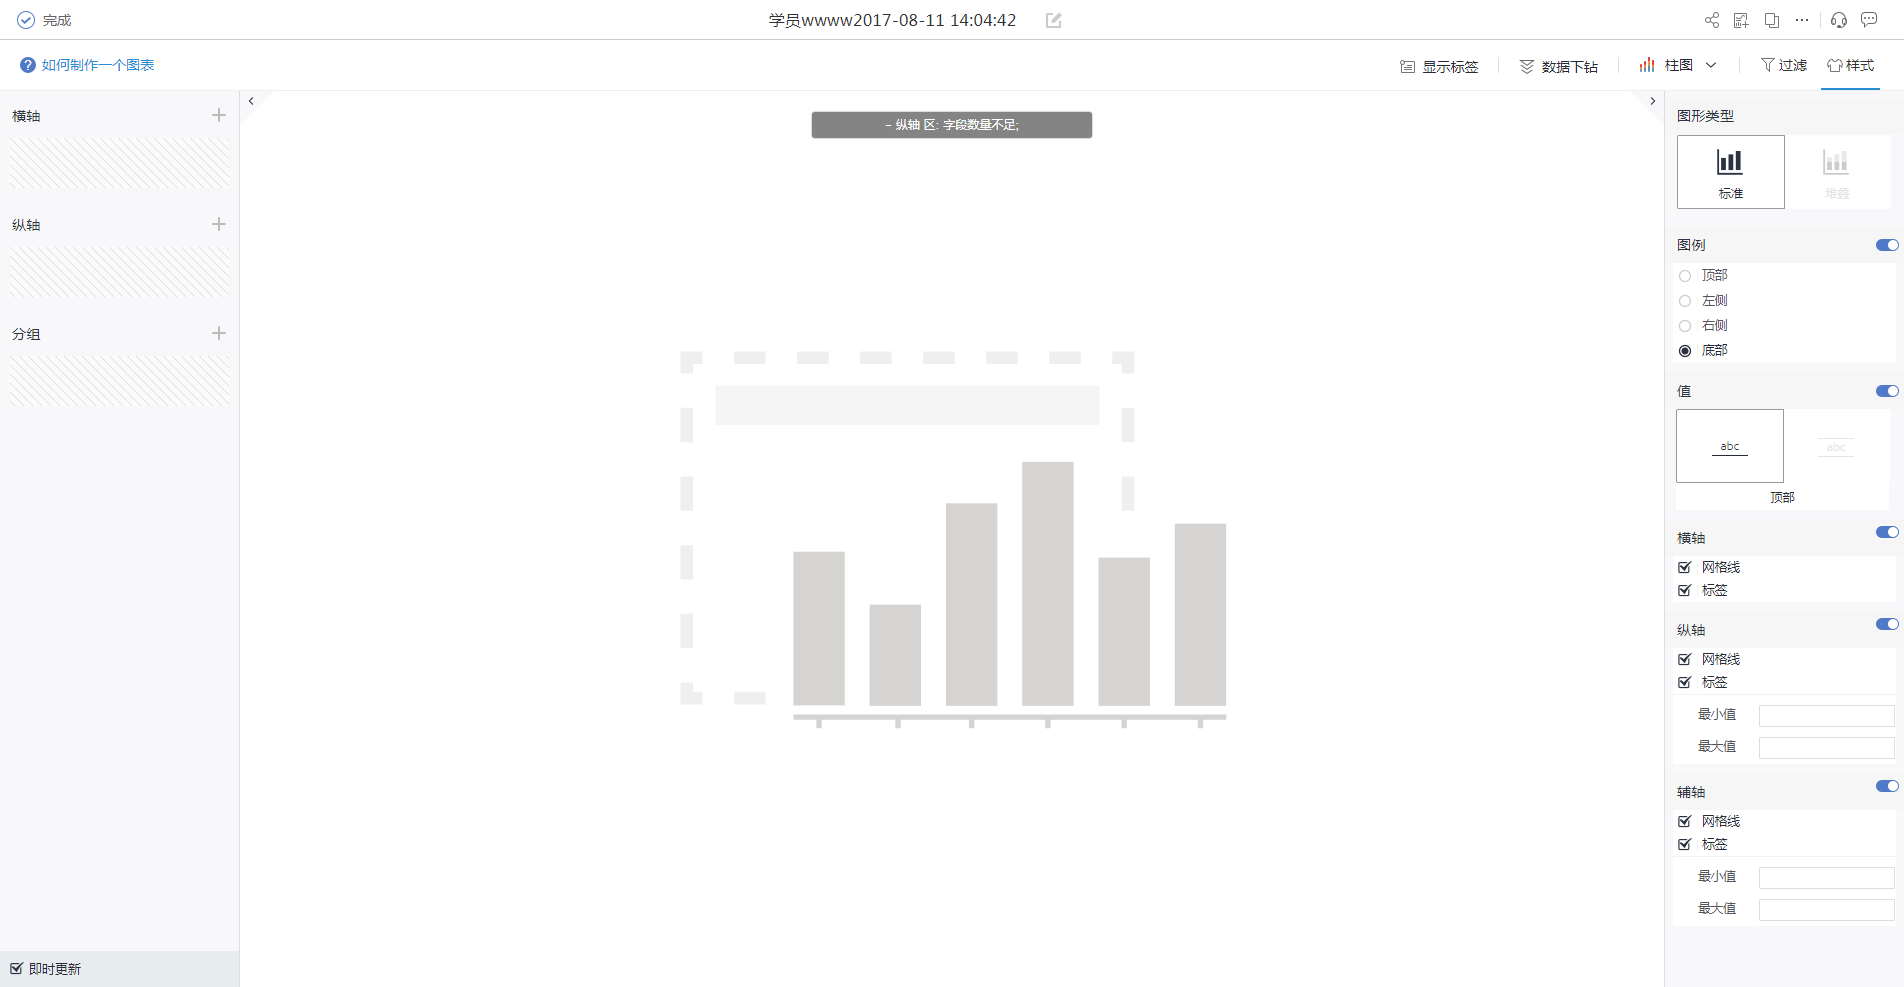 完成
学员wwww2017-08-11 14:04:42
如何制作一个图表
显示标签
数据下钻
柱图
过滤
样式
横轴
纵轴
分组
- 纵轴 区: 字段数量不足;
图形类型
标准
堆叠
图例
顶部
左侧
右侧
底部
值
abc
abc
顶部
横轴
网格线
标签
纵轴
网格线
标签
最小值
最大值
辅轴
网格线
标签
最小值
最大值
即时更新